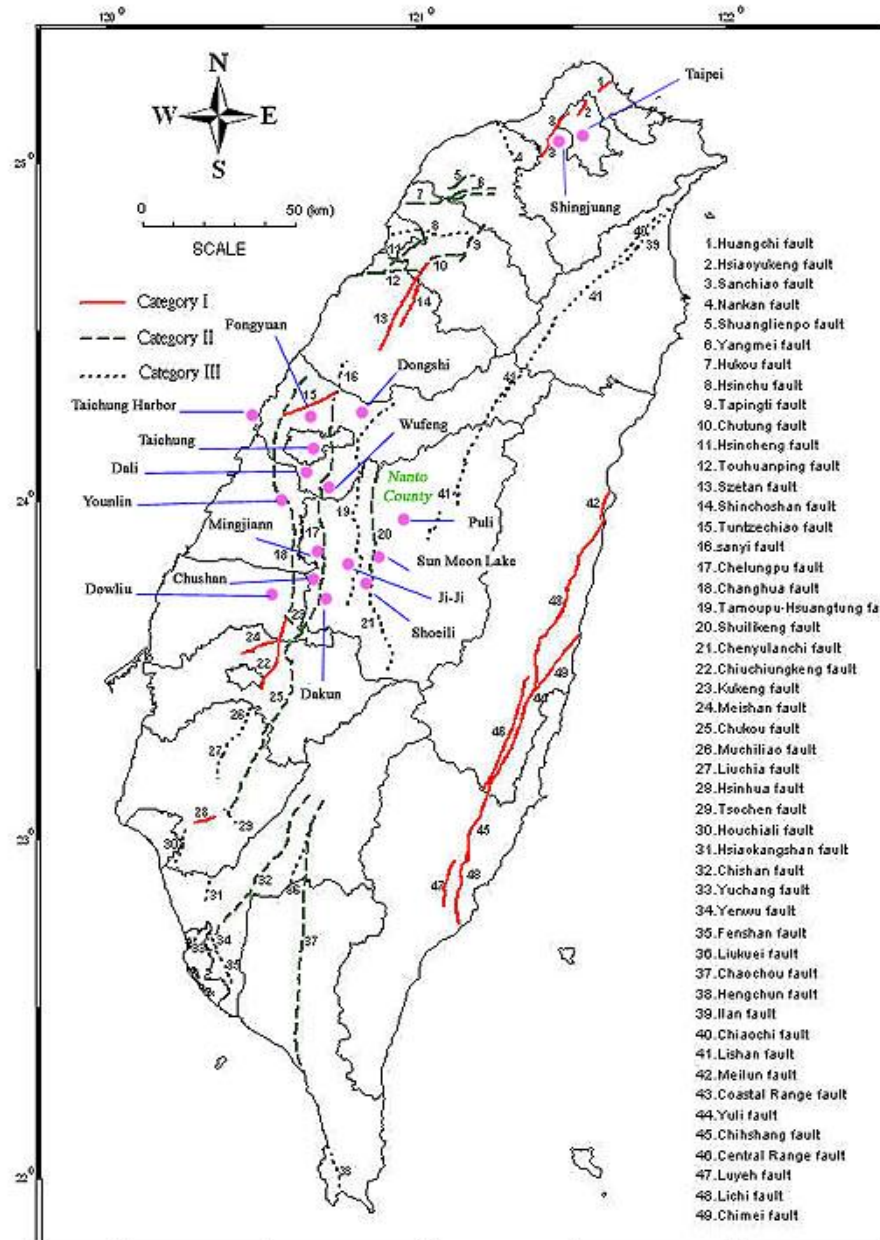 120°
121°
122°
N
W E
S
Taipei
Shingjuang
25°
0 50 (km)
SCALE
Category I
Category II
Category III
Fongyuan
Dongshi
Taichung Harbor
Wufeng
Taichung
Dali
Nanto
County
24°
Younlin
Mingjiann
Puli
Sun Moon Lake
Chushan
Dowliu
Ji-Ji
Shoeili
Dakun
23°
22°
1.Huangchi fault
2.Hsiaoyukeng fault
3.Sanchiao fault
4.Nankan fault
5.Shuanglienpo fault
6.Yangmei fault
7.Hukou fault
8.Hsinchu fault
9.Tapingti fault
10.Chutung fault
11.Hsincheng fault
12.Touhuanping fault
13.Szetan fault
14.Shinchoshan fault
15.Tuntzechiao fault
16.sanyi fault
17.Chelungpu fault
18.Changhua fault
19.Tamoupu-Hsuangtung fa
20.Shuilikeng fault
21.Chenyulanchi fault
22.Chiuchiungkeng fault
23.Kukeng fault
24.Meishan fault
25.Chukou fault
26.Muchiliao fault
27.Liuchia fault
28.Hsinhua fault
29.Tsochen fault
30.Houchiali fault
31.Hsiaokangshan fault
32.Chishan fault
33.Yuchang fault
34.Yenwu fault
35.Fenshan fault
36.Liukuei fault
37.Chaochou fault
38.Hengchun fault
39.Ilan fault
40.Chiaochi fault
41.Lishan fault
42.Meilun fault
43.Coastal Range fault
44.Yuli fault
45.Chihshang fault
46.Central Range fault
47.Luyeh fault
48.Lichi fault
49.Chimei fault